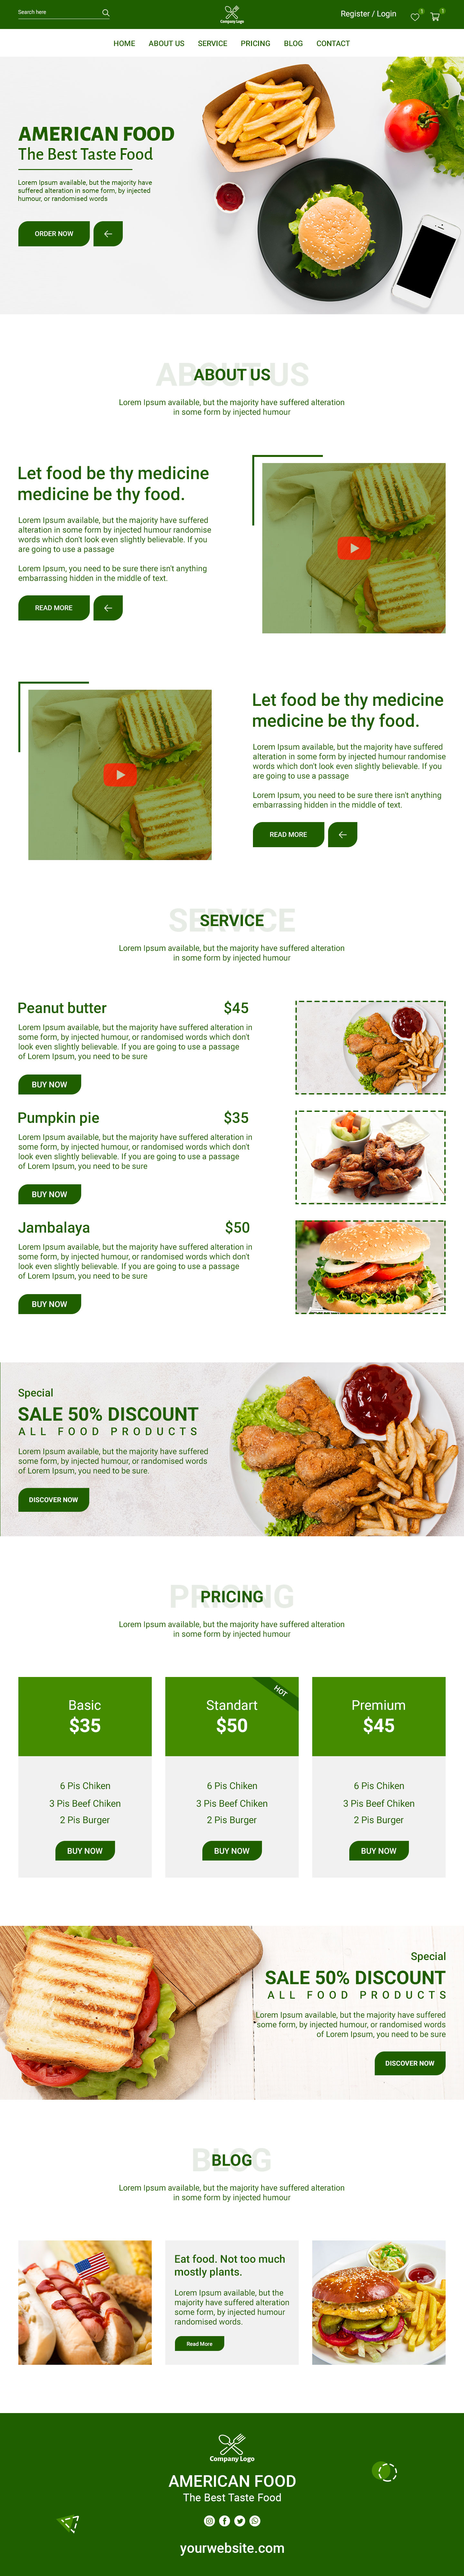 Search here
Company Logo
Register / Login
1
1
HOME ABOUT US SERVICE PRICING BLOG CONTACT
AMERICAN FOOD
The Best Taste Food
Lorem Ipsum available, but the majority have
suffered alteration in some form, by injected
humour, or randomised words
ORDER NOW
ABOUT US
ABOUT US
Lorem Ipsum available, but the majority have suffered alteration
in some form by injected humour
Let food be thy medicine
medicine be thy food.
Lorem Ipsum available, but the majority have suffered
alteration in some form by injected humour randomise
words which don't look even slightly believable. If you
are going to use a passage
Lorem Ipsum, you need to be sure there isn't anything
embarrassing hidden in the middle of text.
READ MORE
Let food be thy medicine
medicine be thy food.
Lorem Ipsum available, but the majority have suffered
alteration in some form by injected humour randomise
words which don't look even slightly believable. If you
are going to use a passage
Lorem Ipsum, you need to be sure there isn't anything
embarrassing hidden in the middle of text.
READ MORE
SERVICE
SERVICE
Lorem Ipsum available, but the majority have suffered alteration
in some form by injected humour
Peanut butter $45
Lorem Ipsum available, but the majority have suffered alteration in
some form, by injected humour, or randomised words which don't
look even slightly believable. If you are going to use a passage
of Lorem Ipsum, you need to be sure
BUY NOW
Pumpkin pie $35
Lorem Ipsum available, but the majority have suffered alteration in
some form, by injected humour, or randomised words which don't
look even slightly believable. If you are going to use a passage
of Lorem Ipsum, you need to be sure
BUY NOW
Jambalaya $50
Lorem Ipsum available, but the majority have suffered alteration in
some form, by injected humour, or randomised words which don't
look even slightly believable. If you are going to use a passage
of Lorem Ipsum, you need to be sure
BUY NOW
Special
SALE 50% DISCOUNT
ALL FOOD PRODUCTS
Lorem Ipsum available, but the majority have suffered
some form, by injected humour, or randomised words
of Lorem Ipsum, you need to be sure.
DISCOVER NOW
PRICING
PRICING
Lorem Ipsum available, but the majority have suffered alteration
in some form by injected humour
Basic
$35
6 Pis Chiken
3 Pis Beef Chiken
2 Pis Burger
BUY NOW
HOT
Standart
$50
6 Pis Chiken
3 Pis Beef Chiken
2 Pis Burger
BUY NOW
Premium
$45
6 Pis Chiken
3 Pis Beef Chiken
2 Pis Burger
BUY NOW
Special
SALE 50% DISCOUNT
ALL FOOD PRODUCTS
Lorem Ipsum available, but the majority have suffered
some form, by injected humour, or randomised words
of Lorem Ipsum, you need to be sure
DISCOVER NOW
BLOG
BLOG
Lorem Ipsum available, but the majority have suffered alteration
in some form by injected humour
Eat food. Not too much
mostly plants.
Lorem Ipsum available, but the
majority have suffered alteration
some form, by injected humour
randomised words.
Read More
Company Logo
AMERICAN FOOD
The Best Taste Food
yourwebsite.com